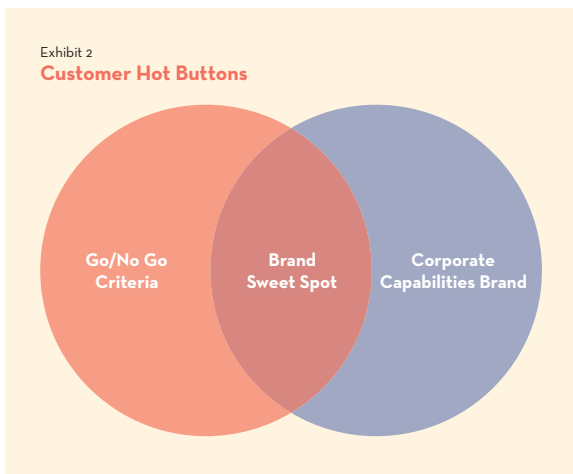 Exhibit 2
Customer Hot Buttons
Go/No Go
Criteria
Brand
Sweet Spot
Corporate
Capabilities Brand